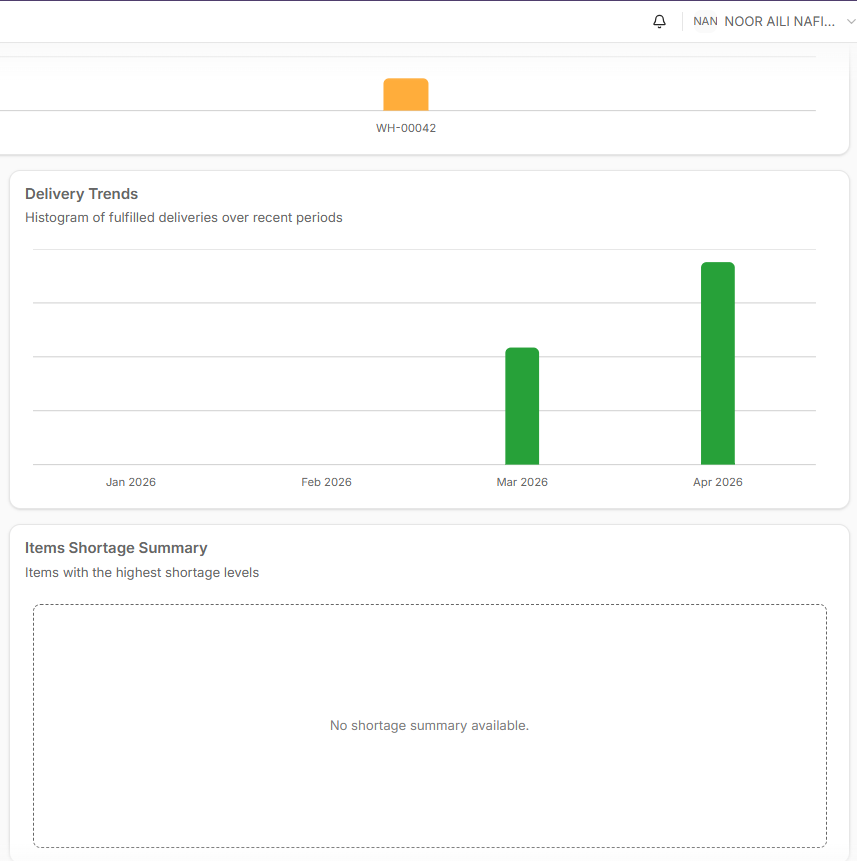 NAN NOOR AILI NAFI...
WH-00042
Delivery Trends
Histogram of fulfilled deliveries over recent periods
Jan 2026 Feb 2026 Mar 2026 Apr 2026
Items Shortage Summary
Items with the highest shortage levels
No shortage summary available.